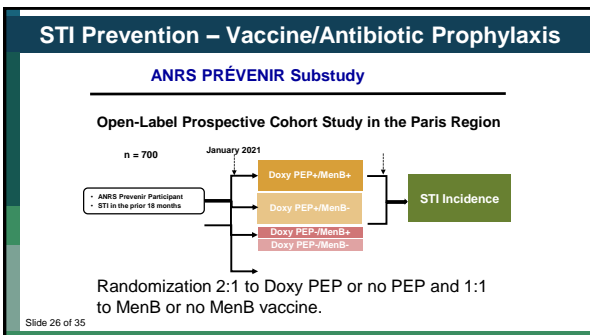 STI Prevention – Vaccine/Antibiotic Prophylaxis
ANRS PRÉVENIR Substudy
Open-Label Prospective Cohort Study in the Paris Region
n = 700
January 2021
• ANRS Prevenir Participant
• STI in the prior 18 months
Doxy PEP+/MenB+
Doxy PEP+/MenB-
Doxy PEP-/MenB+
Doxy PEP-/MenB-
STI Incidence
Randomization 2:1 to Doxy PEP or no PEP and 1:1
to MenB or no MenB vaccine.
Slide 26 of 35